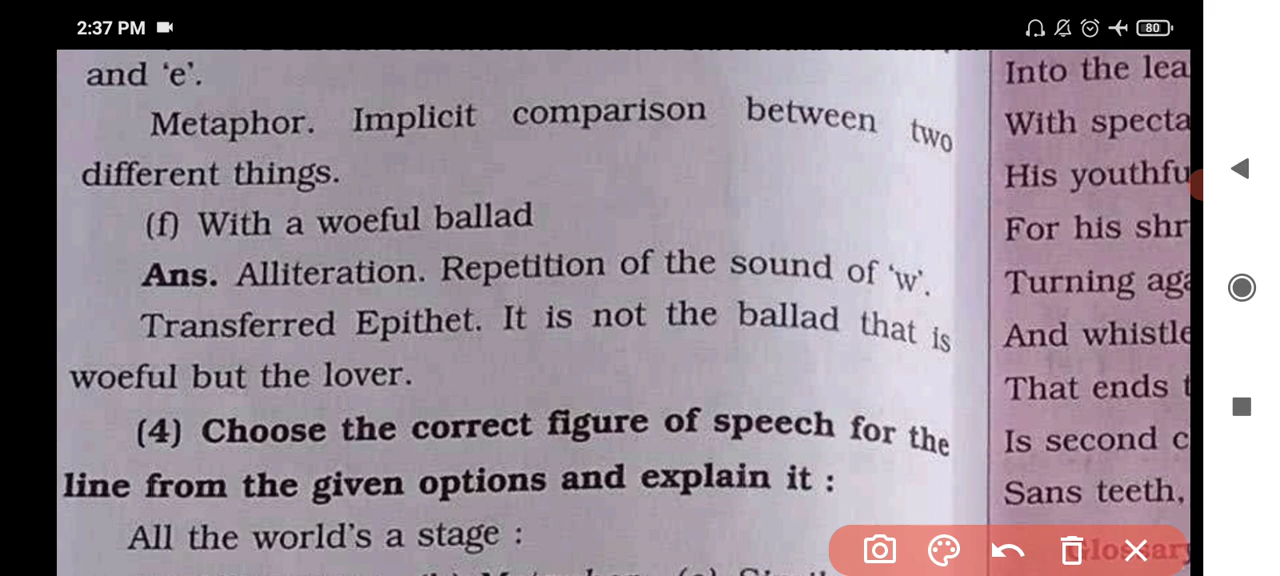 2:37 PM
80
and ‘e’.
Metaphor. Implicit comparison between two
different things.
(f) With a woeful ballad
Ans. Alliteration. Repetition of the sound of ‘w’.
Transferred Epithet. It is not the ballad that is
woeful but the lover.
(4) Choose the correct figure of speech for the
line from the given options and explain it :
All the world’s a stage :
Into the lea
With specta
His youthfu
For his shr
Turning aga
And whistle
That ends t
Is second c
Sans teeth,
Glossary